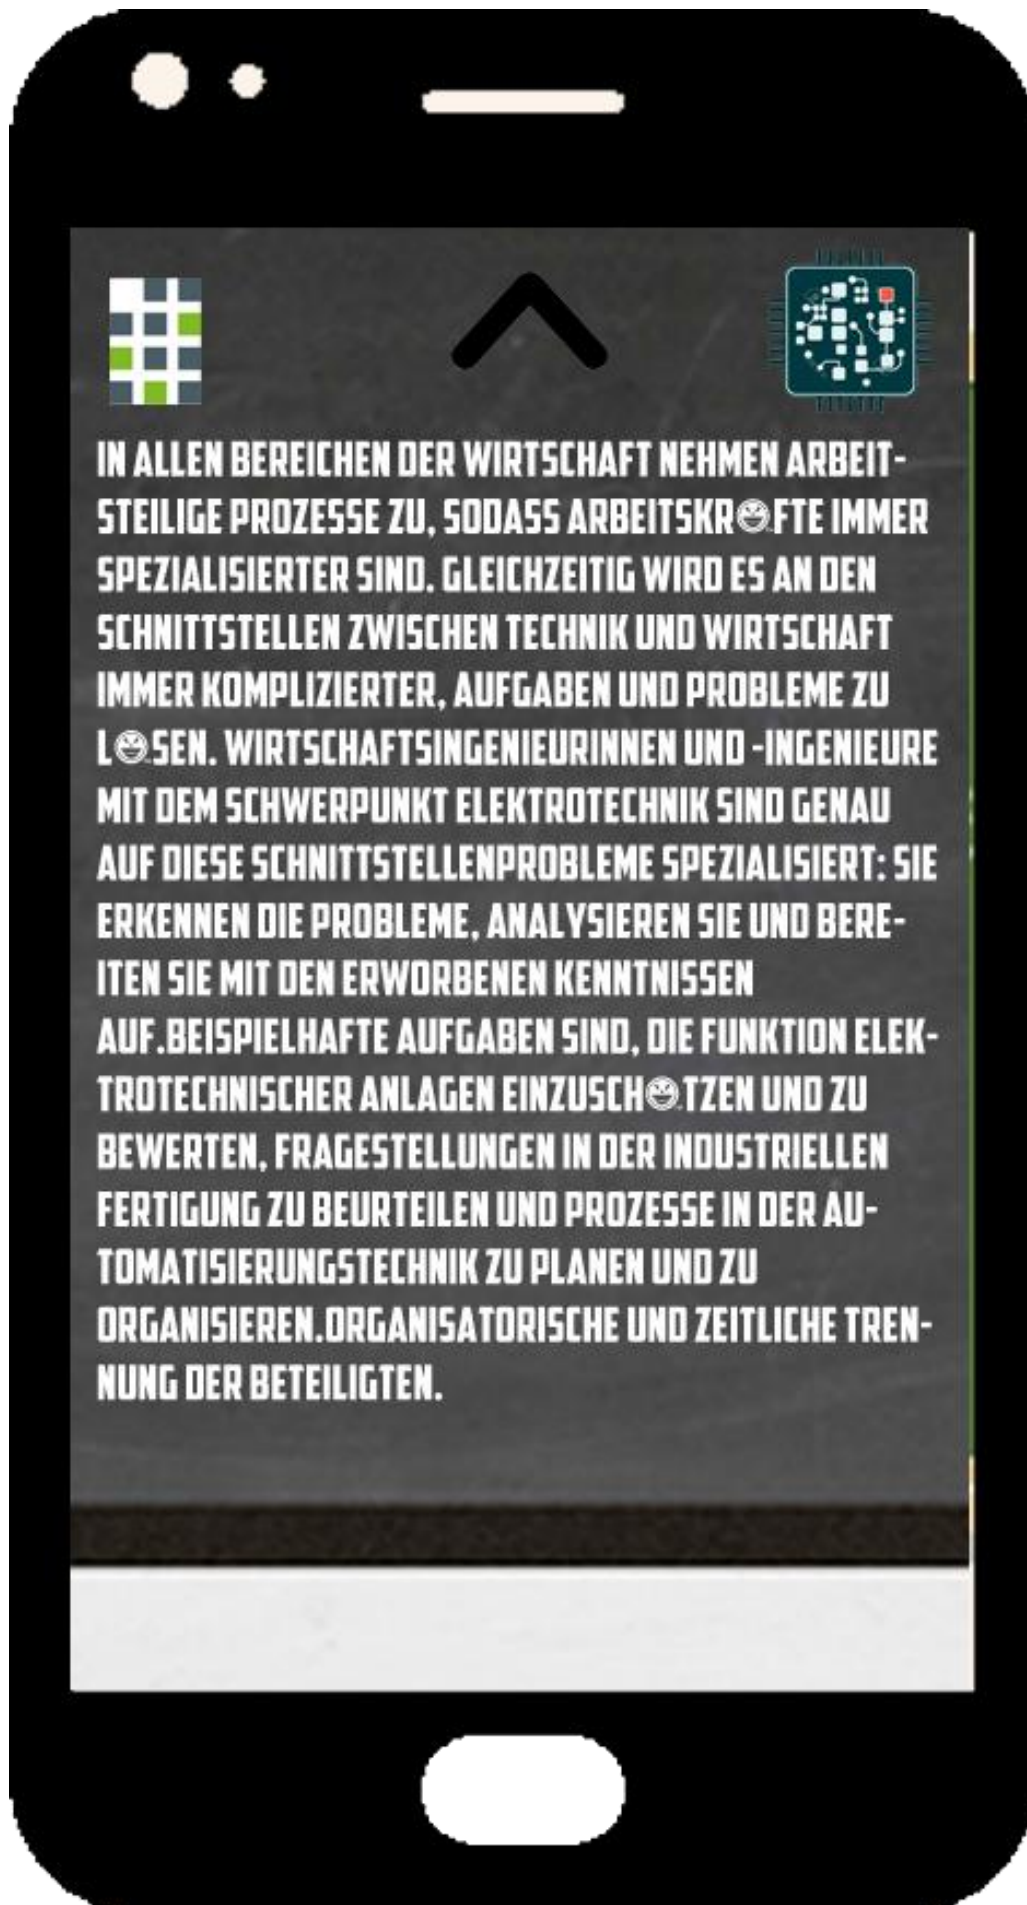 IN ALLEN BEREICHEN DER WIRTSCHAFT NEHMEN ARBEIT-
STEILIGE PROZESSE ZU, SODASS ARBEITSKR😆FTE IMMER
SPEZIALISIERTER SIND. GLEICHZEITIG WIRD ES AN DEN
SCHNITTSTELLEN ZWISCHEN TECHNIK UND WIRTSCHAFT
IMMER KOMPLIZIERTER, AUFGABEN UND PROBLEME ZU
L😆SEN. WIRTSCHAFTSINGENIEURINNEN UND -INGENIEURE
MIT DEM SCHWERPUNKT ELEKTROTECHNIK SIND GENAU
AUF DIESE SCHNITTSTELLENPROBLEME SPEZIALISIERT: SIE
ERKENNEN DIE PROBLEME, ANALYSIEREN SIE UND BERE-
ITEN SIE MIT DEN ERWORBENEN KENNTNISSEN
AUF.BEISPIELHAFTE AUFGABEN SIND, DIE FUNKTION ELEK-
TROTECHNISCHER ANLAGEN EINZUSCH😆TZEN UND ZU
BEWERTEN, FRAGESTELLUNGEN IN DER INDUSTRIELLEN
FERTIGUNG ZU BEURTEILEN UND PROZESSE IN DER AU-
TOMATISIERUNGSTECHNIK ZU PLANEN UND ZU
ORGANISIEREN.ORGANISATORISCHE UND ZEITLICHE TREN-
NUNG DER BETEILIGTEN.